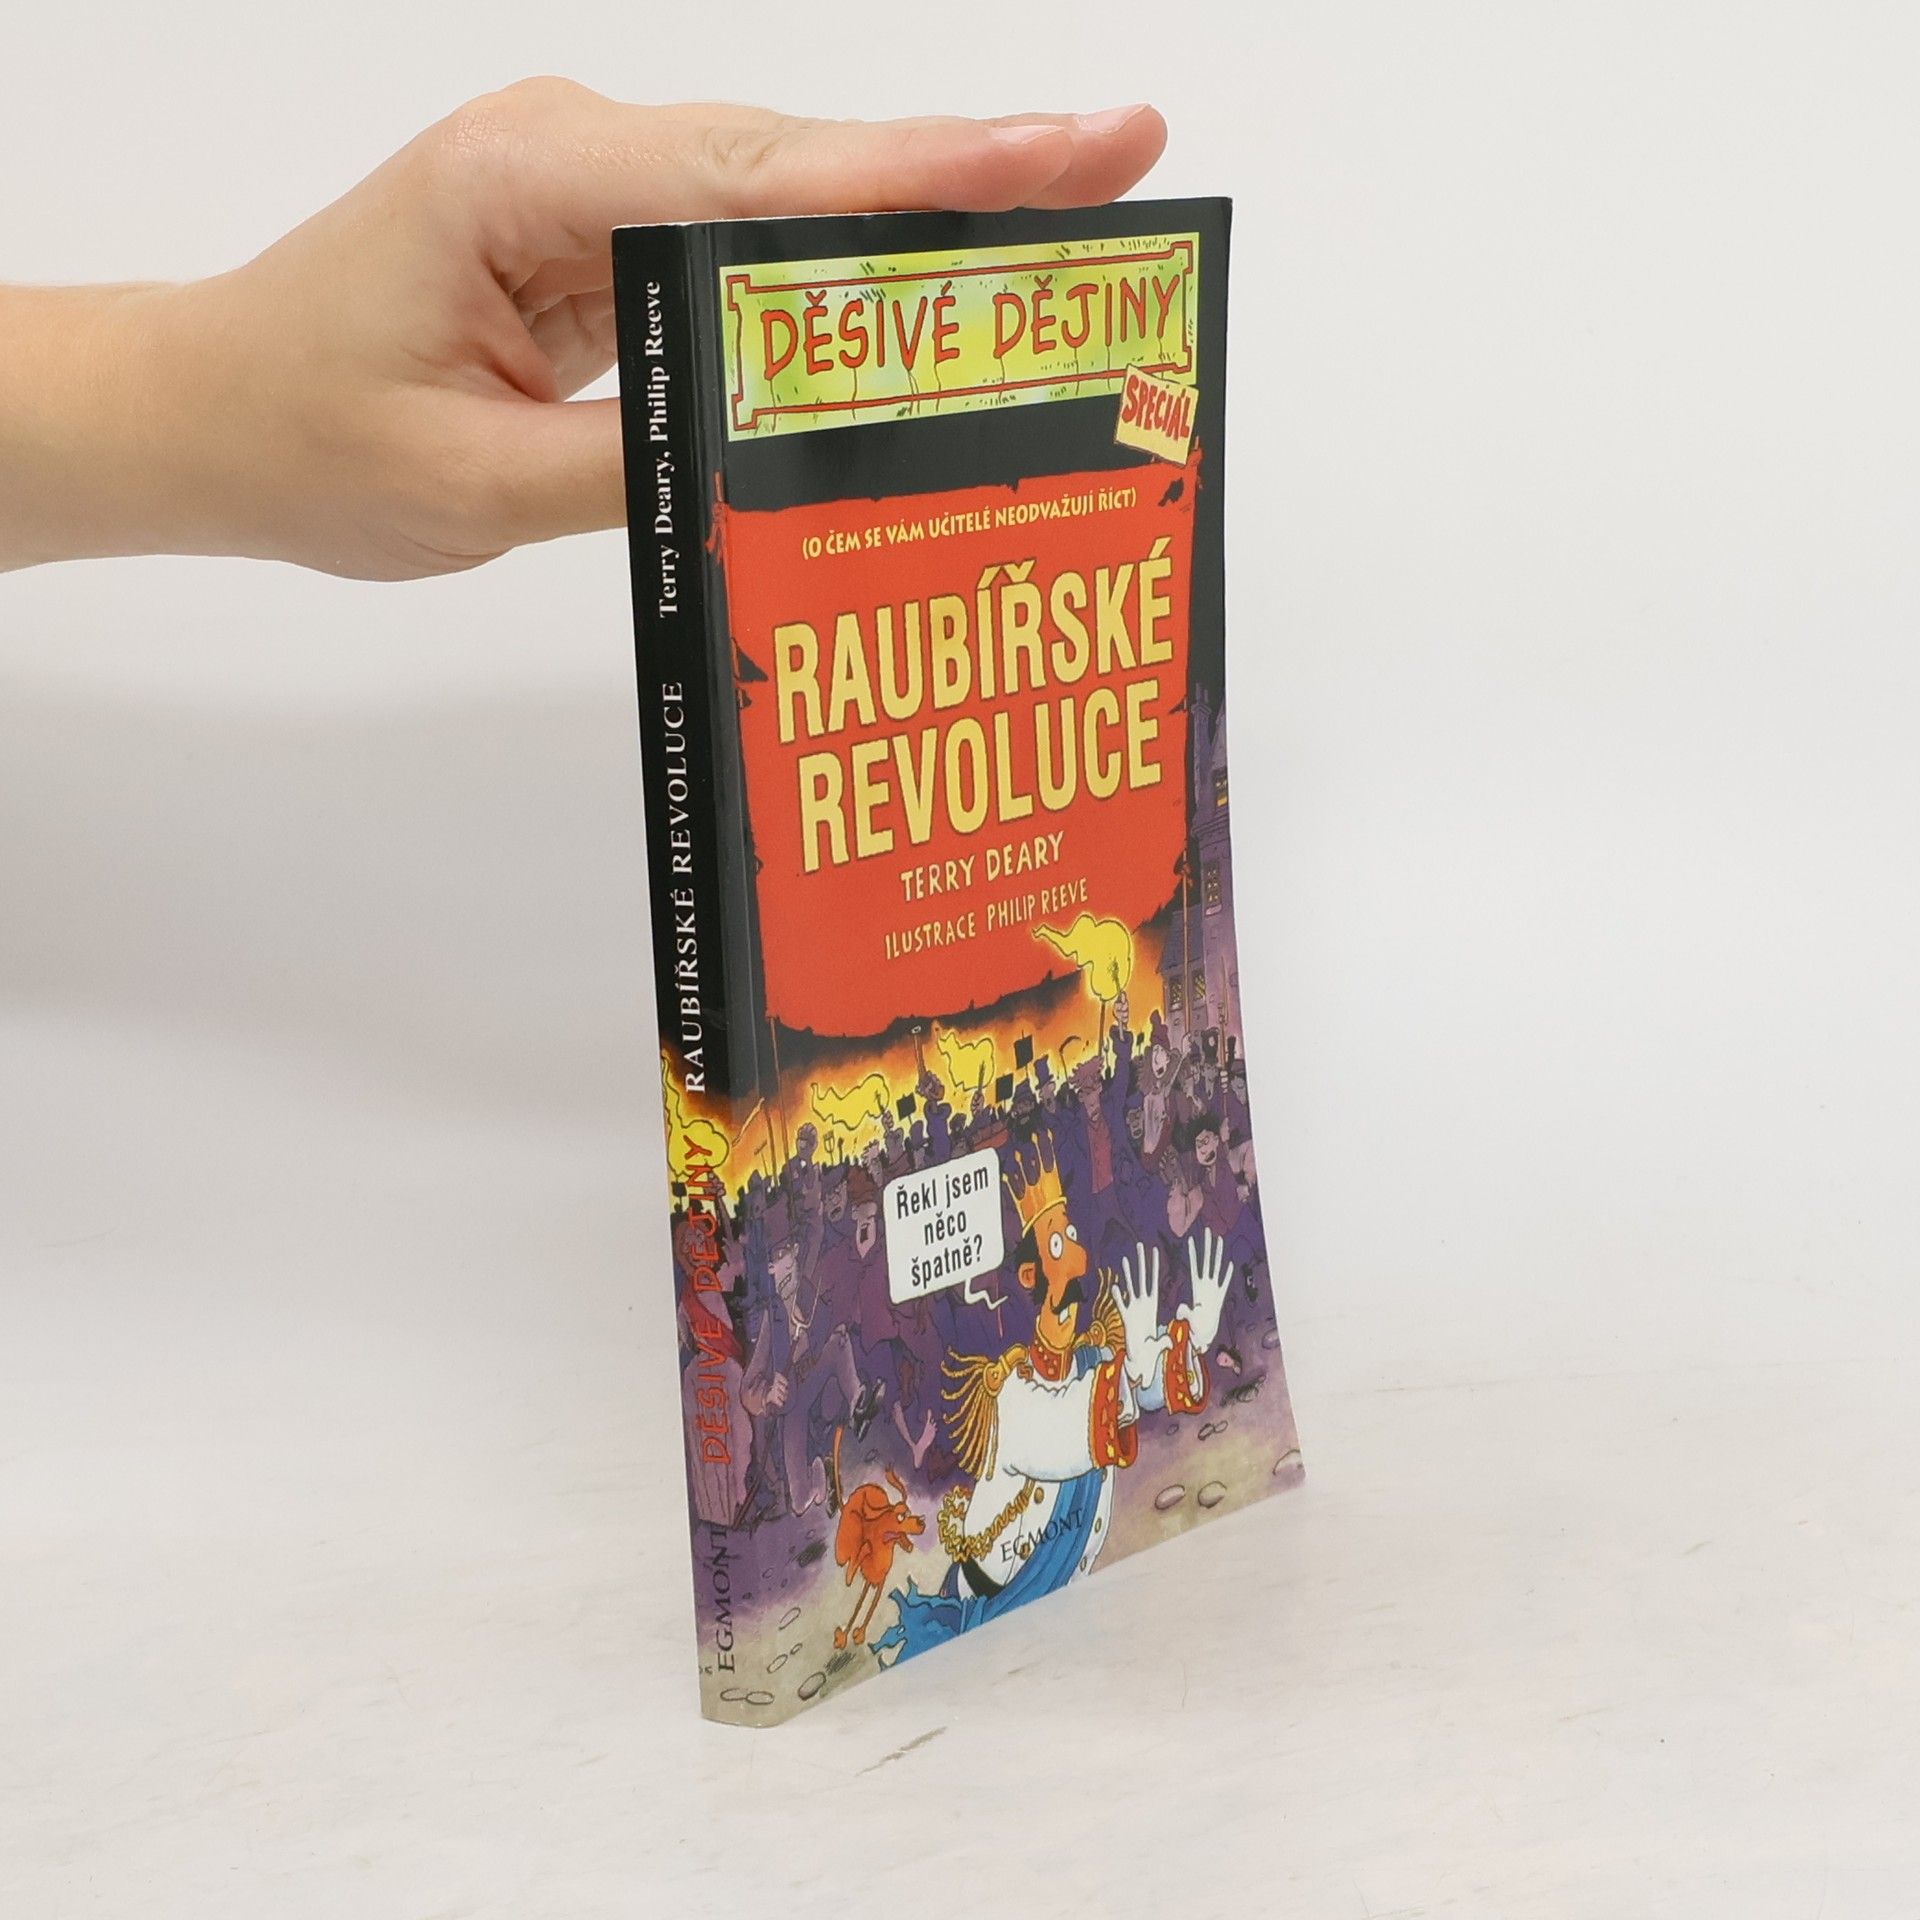 DĚSIVÉ DĚJINY
SPECIÁL
(O ČEM SE VÁM UČITELÉ NEODVAŽUJÍ ŘÍCT)
RAUBÍŘSKÉ
REVOLUCE
TERRY DEARY
ILUSTRACE PHILIP REEVE
Řekl jsem
něco
špatně?
EGMONT
Terry Deary, Philip Reeve
RAUBÍŘSKÉ REVOLUCE
DĚSIVÉ DĚJINY
EGMONT